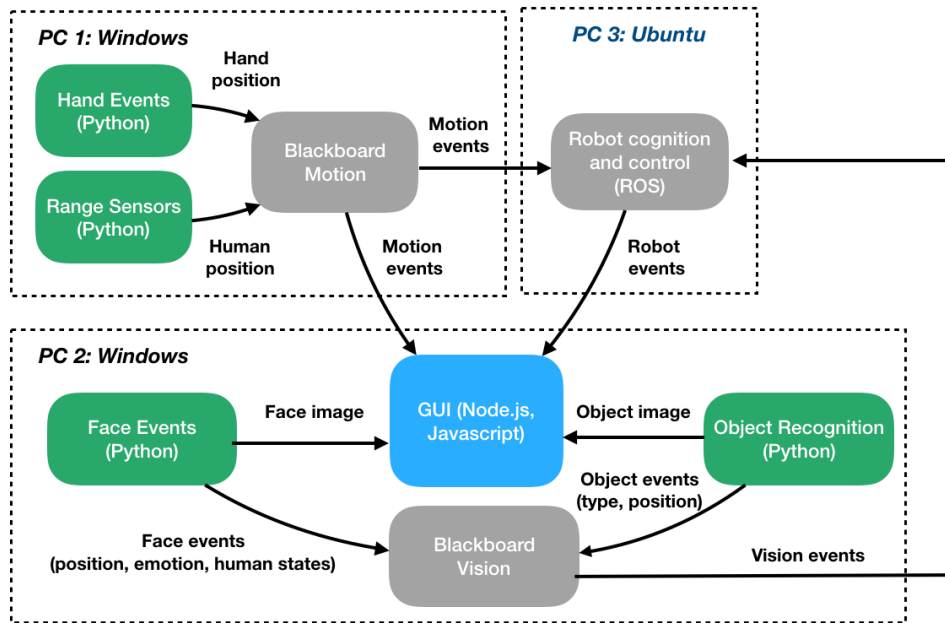 PC 1: Windows
PC 3: Ubuntu
Hand
position
Hand Events
(Python)
Blackboard
Motion
Motion
events
Robot cognition
and control
(ROS)
Range Sensors
(Python)
Human
position
Motion
events
Robot
events
PC 2: Windows
Face Events
(Python)
Face image
GUI (Node.js,
Javascript)
Object image
Object Recognition
(Python)
Object events
(type, position)
Face events
(position, emotion, human states)
Blackboard
Vision
Vision events